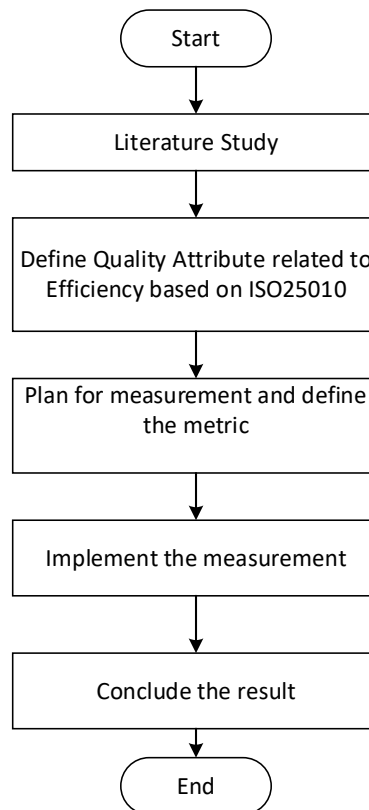 Start
Literature Study
Define Quality Attribute related to
Efficiency based on ISO25010
Plan for measurement and define
the metric
Implement the measurement
Conclude the result
End